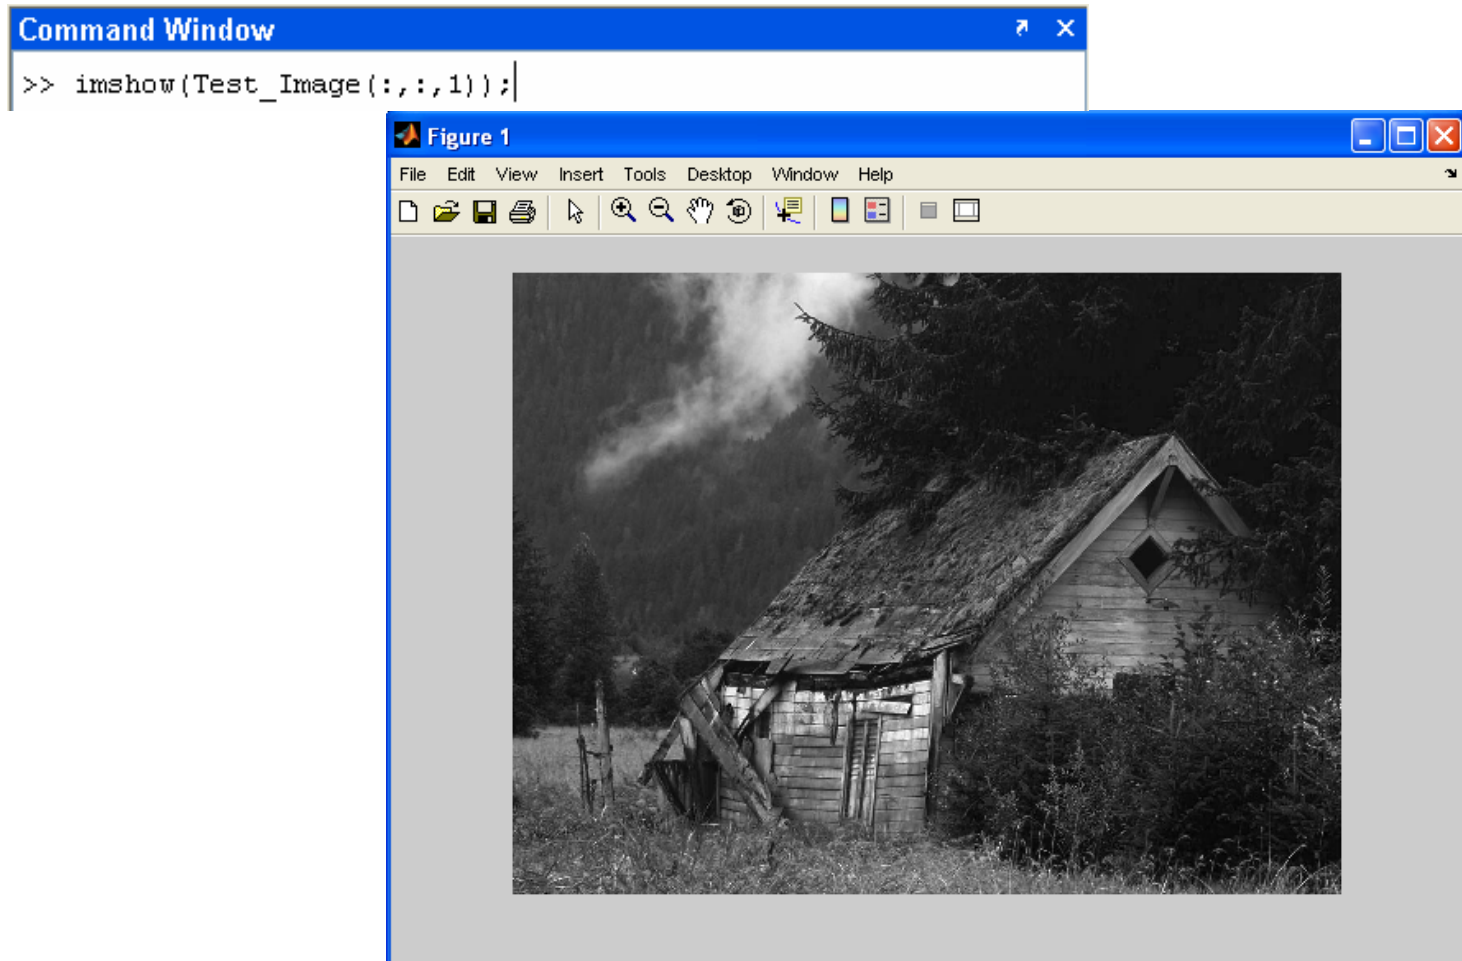 Command Window
>> imshow(Test_Image(:,:,1));
Figure 1
File Edit View Insert Tools Desktop Window Help